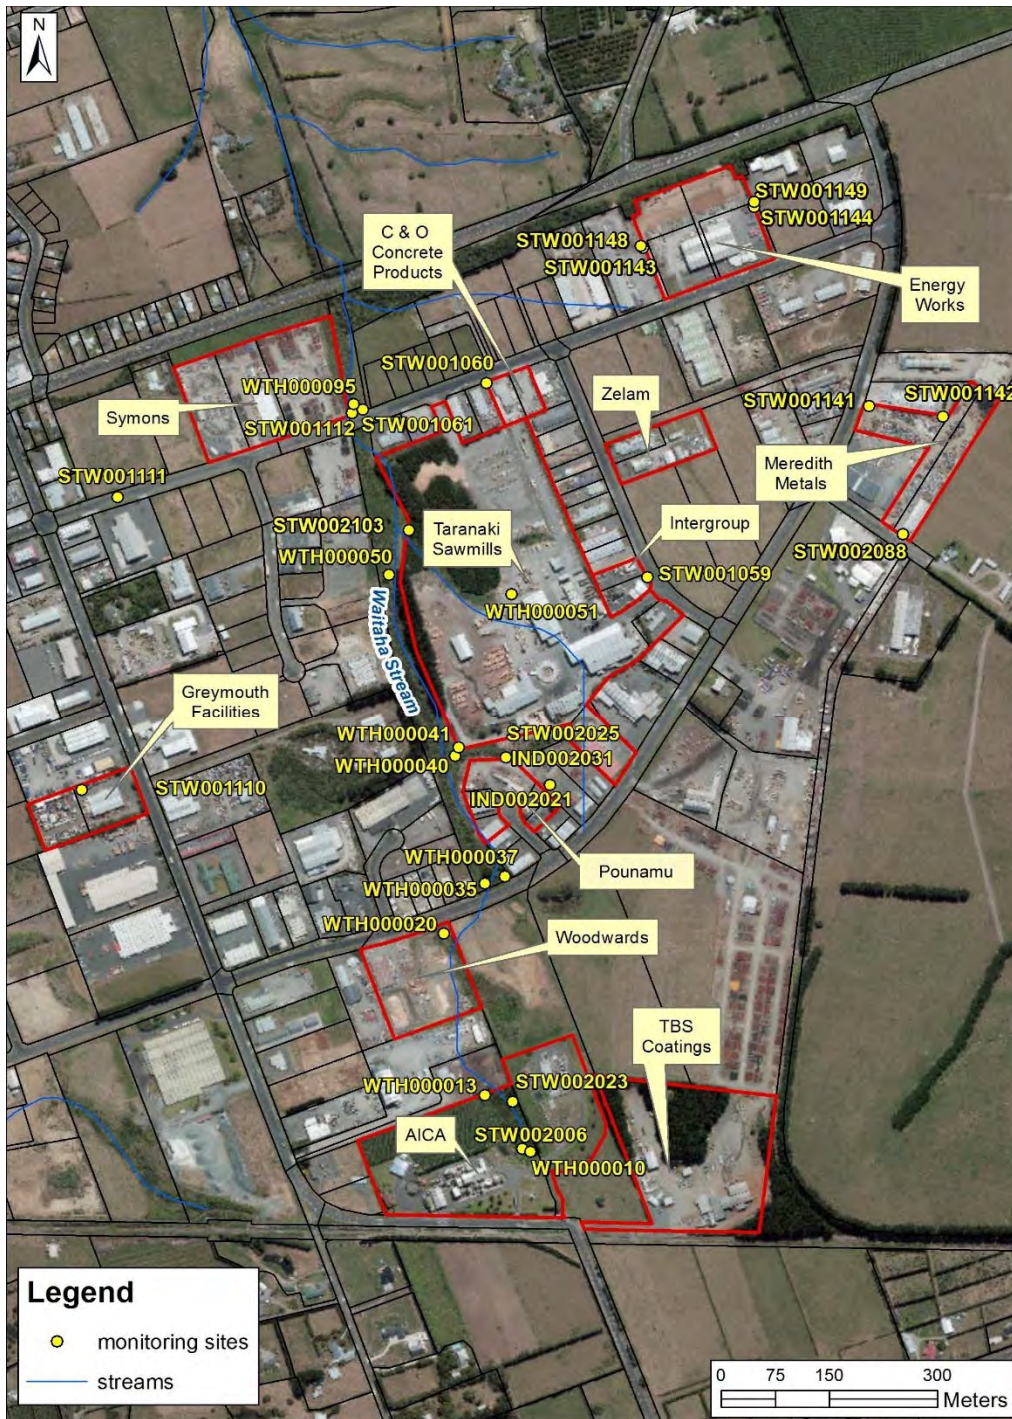 N
STW001149
STW001144
C & O
Concrete
Products
STW001148
STW001143
Energy
Works
STW001060
WTH000095
Zelam
STW001142
STW001141
Symons
STW001112
STW001061
Meredith
Metals
STW001111
STW002103
Taranaki
Sawmills
Intergroup
STW002088
WTH000050
STW001059
WTH000051
Waitaha Stream
Greymouth
Facilities
WTH000041
STW002025
WTH000040
IND002031
STW001110
IND002021
WTH000037
Pounamu
WTH000035
WTH000020
Woodwards
TBS
Coatings
WTH000013
STW002023
AICA
STW002006
WTH000010
Legend
monitoring sites
streams
0 75 150 300
Meters